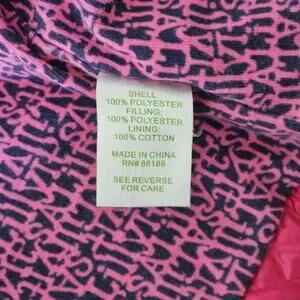 SHELL:
100% POLYESTER
FILLING:
100% POLYESTER
LINING:
100% COTTON
MADE IN CHINA
RN# 88189
SEE REVERSE
FOR CARE